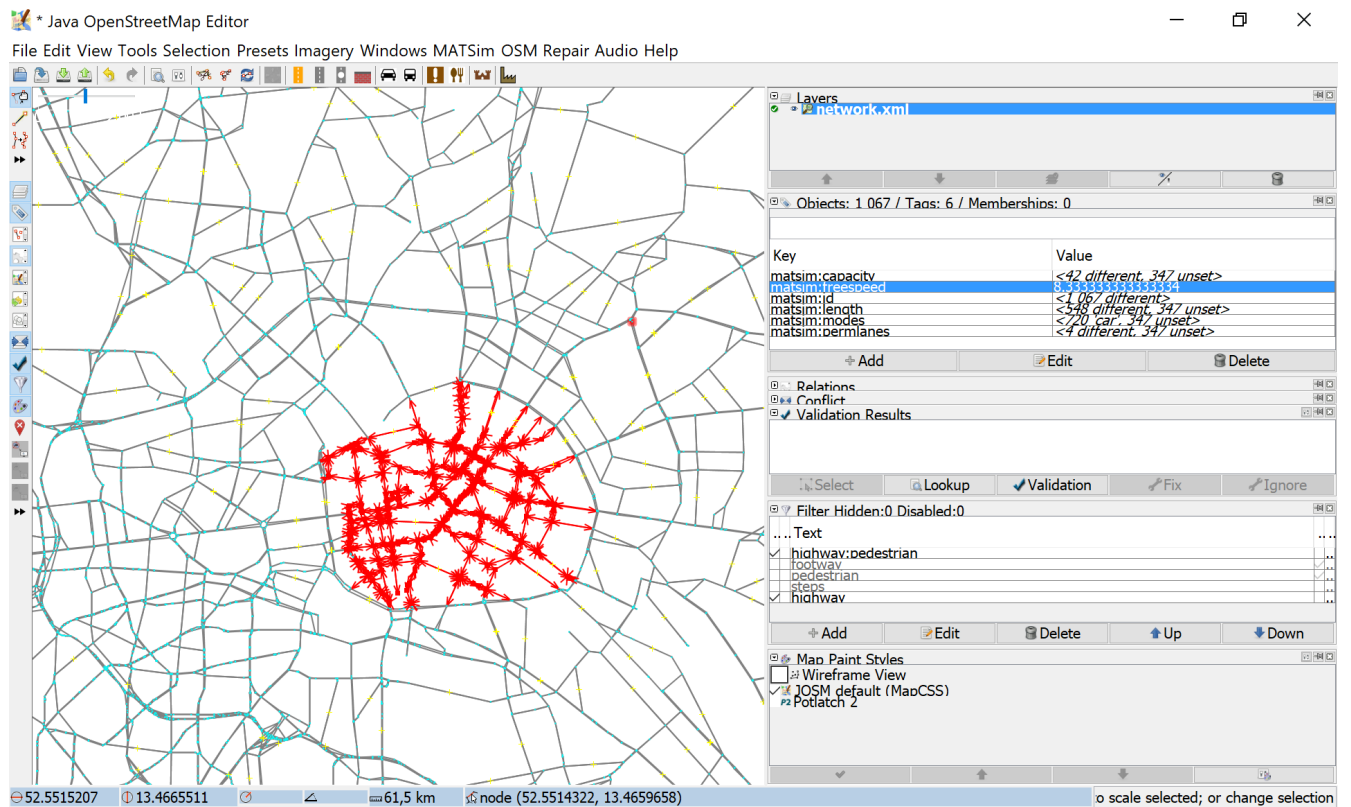 * Java OpenStreetMap Editor
File Edit View Tools Selection Presets Imagery Windows MATSim OSM Repair Audio Help
Layers
network.xml
Objects: 1 067 / Tags: 6 / Memberships: 0
Key Value
matsim:capacity <42 different, 347 unset>
matsim:freespeed 8.333333333333334
matsim:id <1 067 different>
matsim:length <548 different, 347 unset>
matsim:modes <720 'car', 347 unset>
matsim:permlanes <4 different, 347 unset>
Add Edit Delete
Relations
Conflict
Validation Results
Select Lookup Validation Fix Ignore
Filter Hidden:0 Disabled:0
.. .. Text .. ..
highway:pedestrian ..
footway ..
pedestrian ..
steps
highway ..
Add Edit Delete Up Down
Map Paint Styles
Wireframe View
JOSM default (MapCSS)
P2 Potlatch 2
52.5515207 13.4665511 61,5 km node (52.5514322, 13.4659658) o scale selected; or change selection